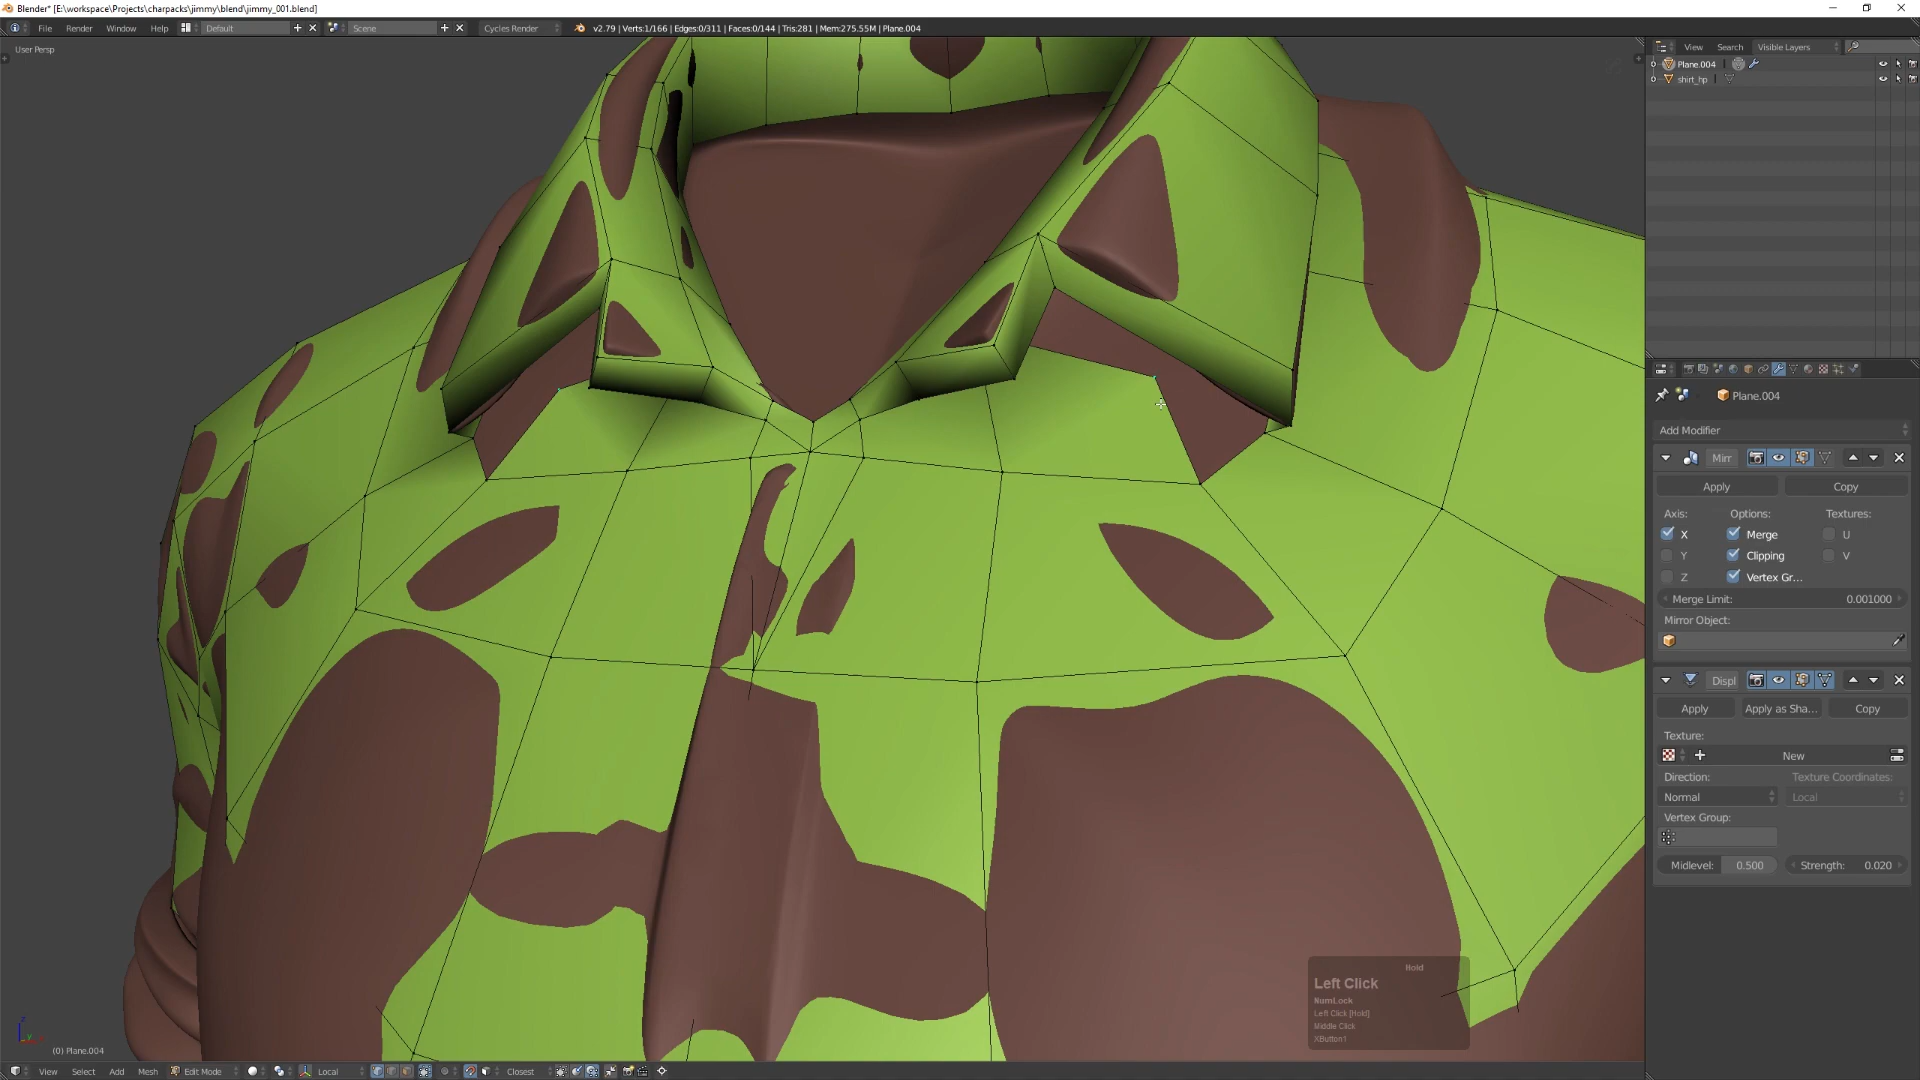 Blender* [E:\workspace\Projects\charpacks\jimmy\blend\jimmy_001.blend]
File Render Window Help Default Scene Cycles Render v2.79 | Verts:1/166 | Edges:0/311 | Faces:0/144 | Tris:281 | Mem:275.55M | Plane.004
User Persp
View Search Visible Layers
Plane.004
shirt_hp
Plane.004
Add Modifier
Mirr
Apply Copy
Axis: Options: Textures:
X Merge U
Y Clipping V
Z Vertex Gr...
Merge Limit: 0.001000
Mirror Object:
Displ
Apply Apply as Sha... Copy
Texture:
New
Direction: Texture Coordinates:
Normal Local
Vertex Group:
Midlevel: 0.500 Strength: 0.020
Hold
Left Click
NumLock
Left Click [Hold]
Middle Click
XButton1
z
y
(0) Plane.004
View Select Add Mesh Edit Mode Local Closest